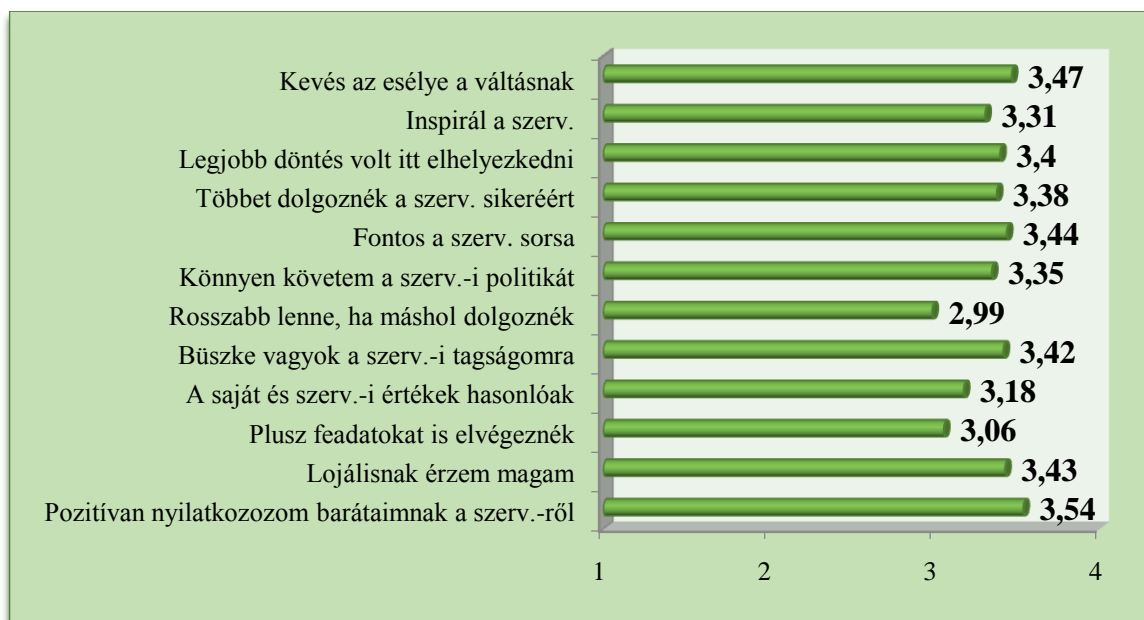 Kevés az esélye a váltásnak 3,47
Inspirál a szerv. 3,31
Legjobb döntés volt itt elhelyezkedni 3,4
Többet dolgoznék a szerv. sikeréért 3,38
Fontos a szerv. sorsa 3,44
Könnyen követem a szerv.-i politikát 3,35
Rosszabb lenne, ha máshol dolgoznék 2,99
Büszke vagyok a szerv.-i tagságomra 3,42
A saját és szerv.-i értékek hasonlóak 3,18
Plusz feadatokat is elvégeznék 3,06
Lojálisnak érzem magam 3,43
Pozitívan nyilatkozozom barátaimnak a szerv.-ről 3,54
1 2 3 4